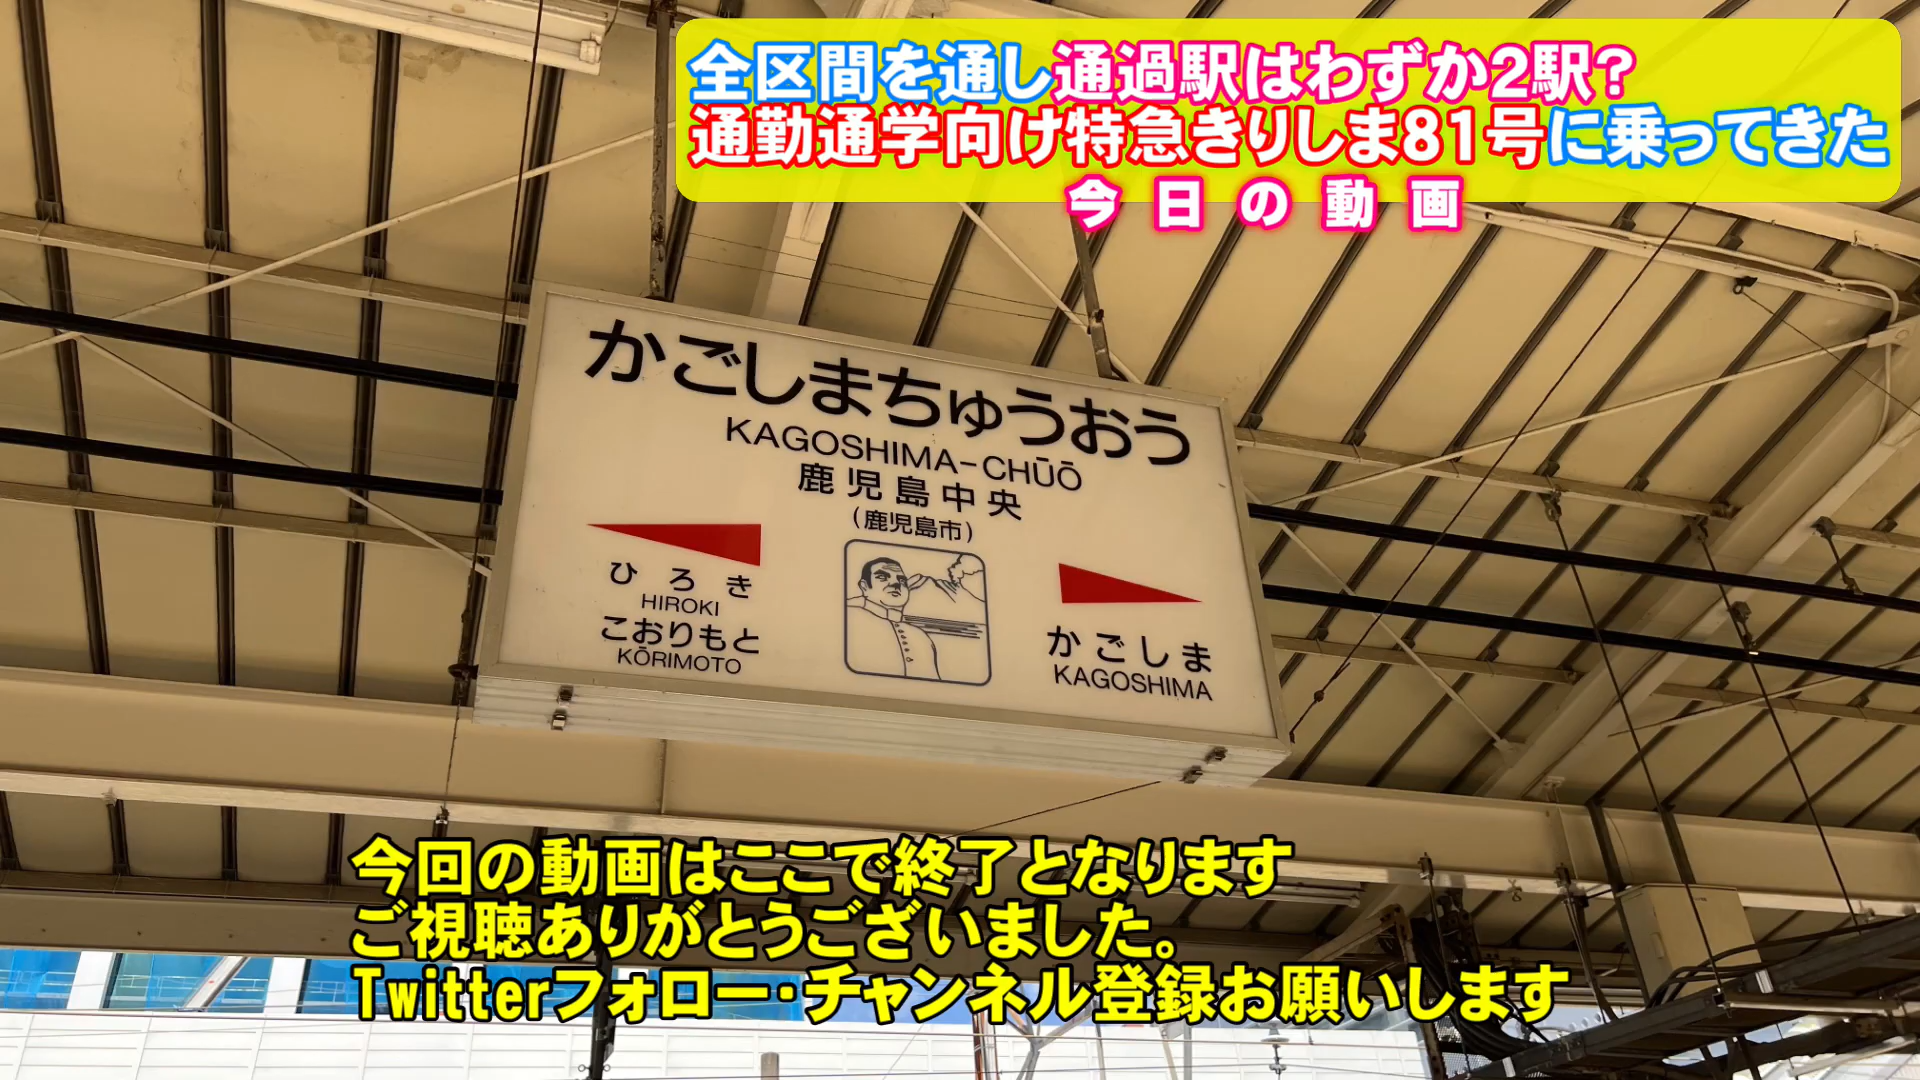 全区間を通し通過駅はわずか2駅?
通勤通学向け特急きりしま81号に乗ってきた
今日の動画
かごしまちゅうおう
KAGOSHIMA-CHŪŌ
鹿児島中央
(鹿児島市)
ひろき
HIROKI
こおりもと
KŌRIMOTO
かごしま
KAGOSHIMA
今回の動画はここで終了となります
ご視聴ありがとうございました。
Twitterフォロー・チャンネル登録お願いします